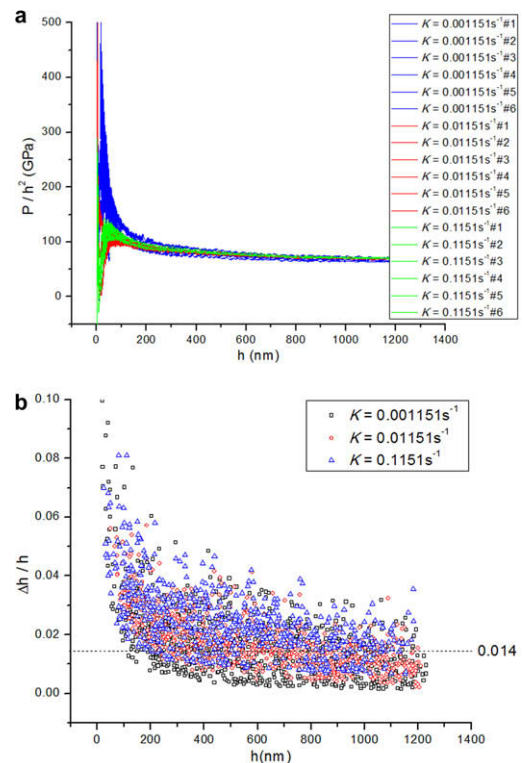 a
500
400
300
200
100
0
P / h² (GPa)
0 200 400 600 800 1000 1200 1400
h (nm)
K = 0.001151s⁻¹#1
K = 0.001151s⁻¹#2
K = 0.001151s⁻¹#3
K = 0.001151s⁻¹#4
K = 0.001151s⁻¹#5
K = 0.001151s⁻¹#6
K = 0.01151s⁻¹#1
K = 0.01151s⁻¹#2
K = 0.01151s⁻¹#3
K = 0.01151s⁻¹#4
K = 0.01151s⁻¹#5
K = 0.01151s⁻¹#6
K = 0.1151s⁻¹#1
K = 0.1151s⁻¹#2
K = 0.1151s⁻¹#3
K = 0.1151s⁻¹#4
K = 0.1151s⁻¹#5
K = 0.1151s⁻¹#6
b
0.10
0.08
0.06
0.04
0.02
0.00
Δh / h
K = 0.001151s⁻¹
K = 0.01151s⁻¹
K = 0.1151s⁻¹
0.014
0 200 400 600 800 1000 1200 1400
h(nm)